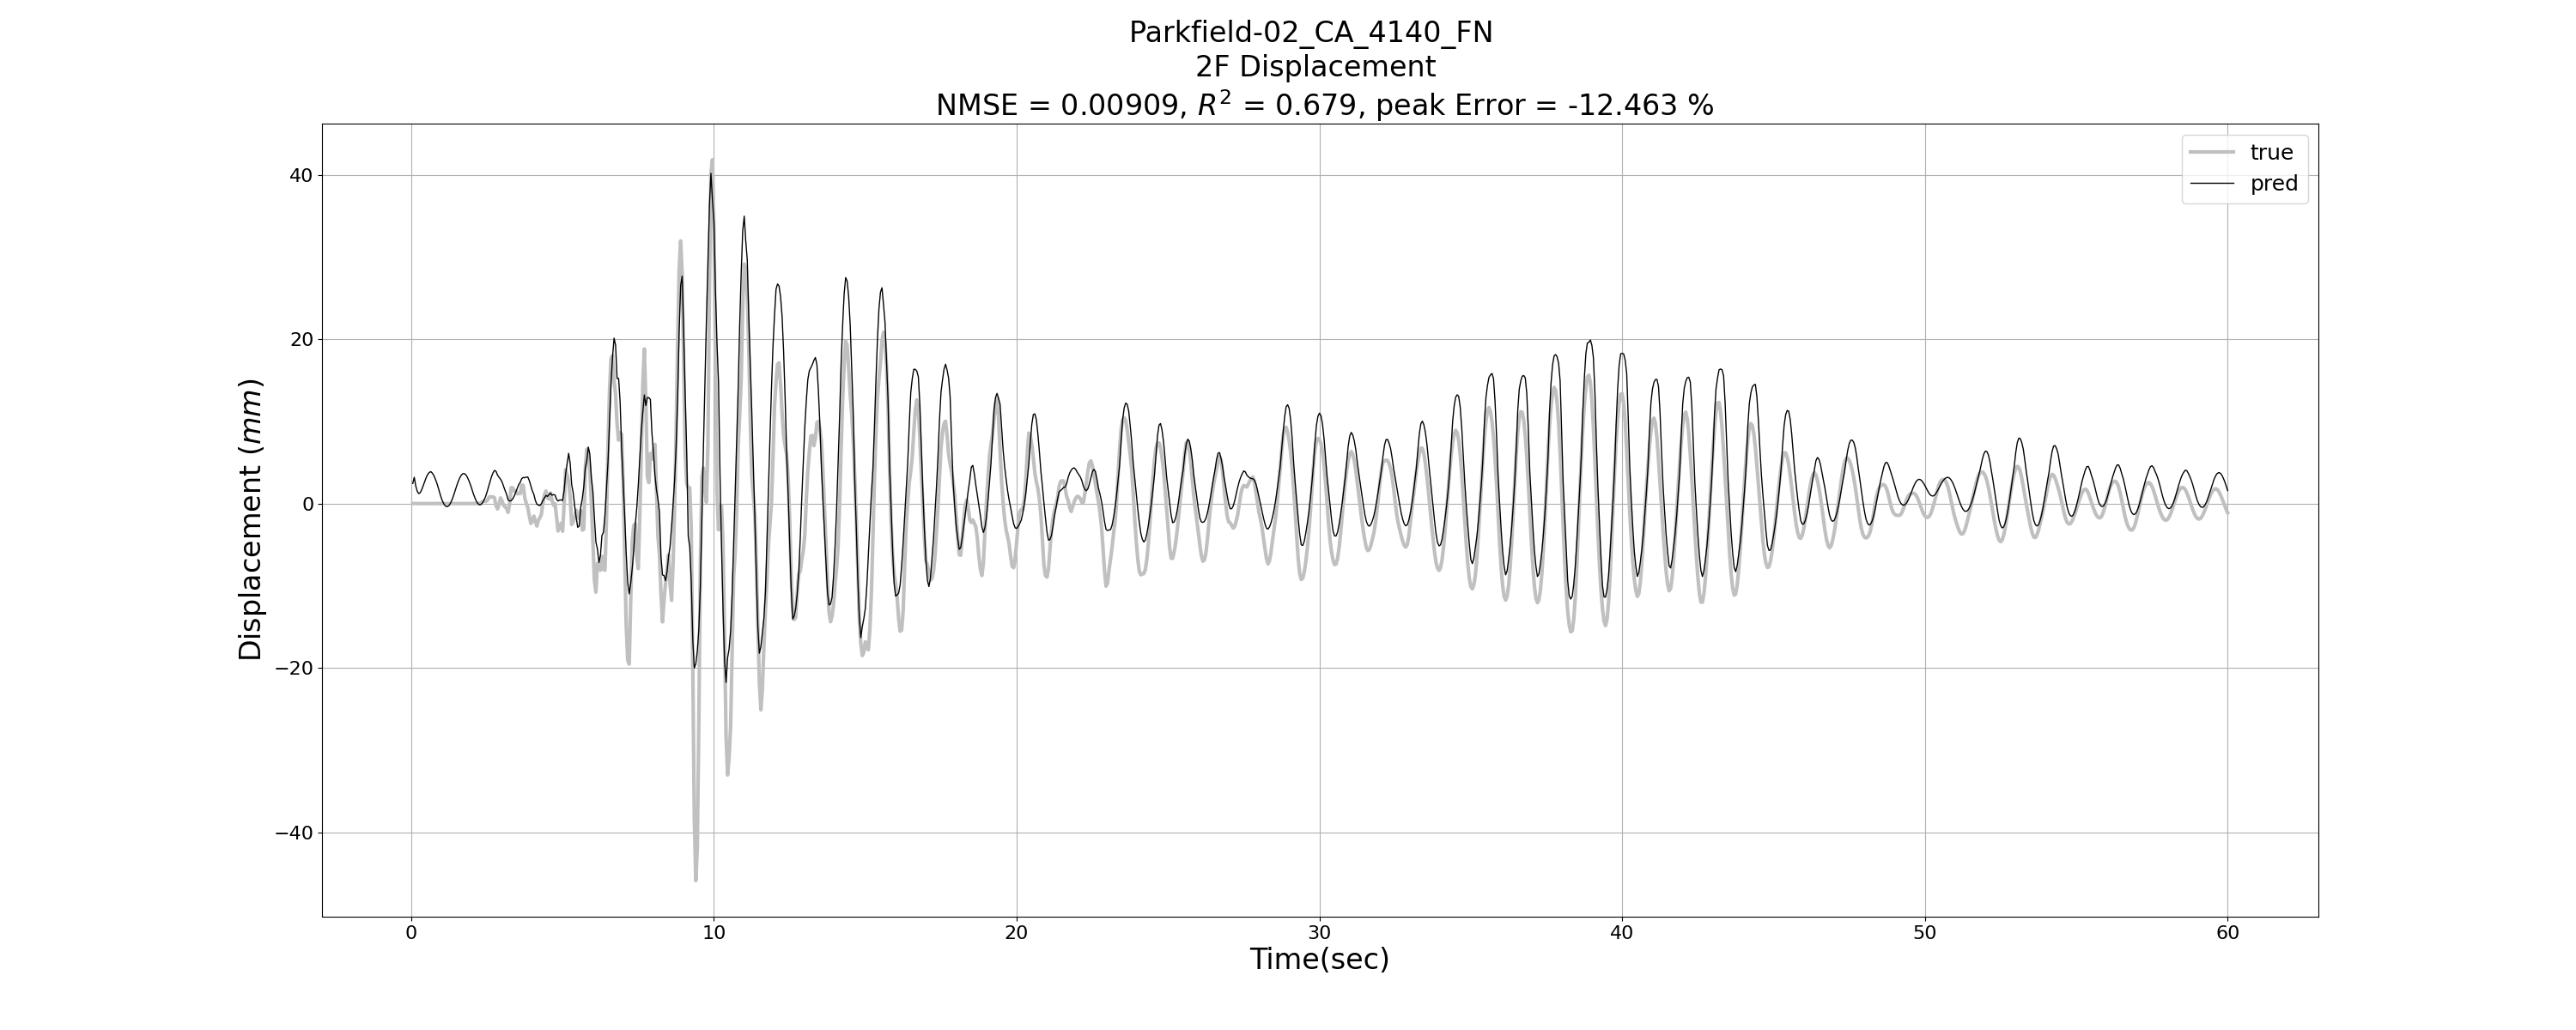 Parkfield-02_CA_4140_FN
2F Displacement
NMSE = 0.00909, R² = 0.679, peak Error = -12.463 %
true
pred
40
20
0
−20
−40
Displacement (mm)
0 10 20 30 40 50 60
Time(sec)